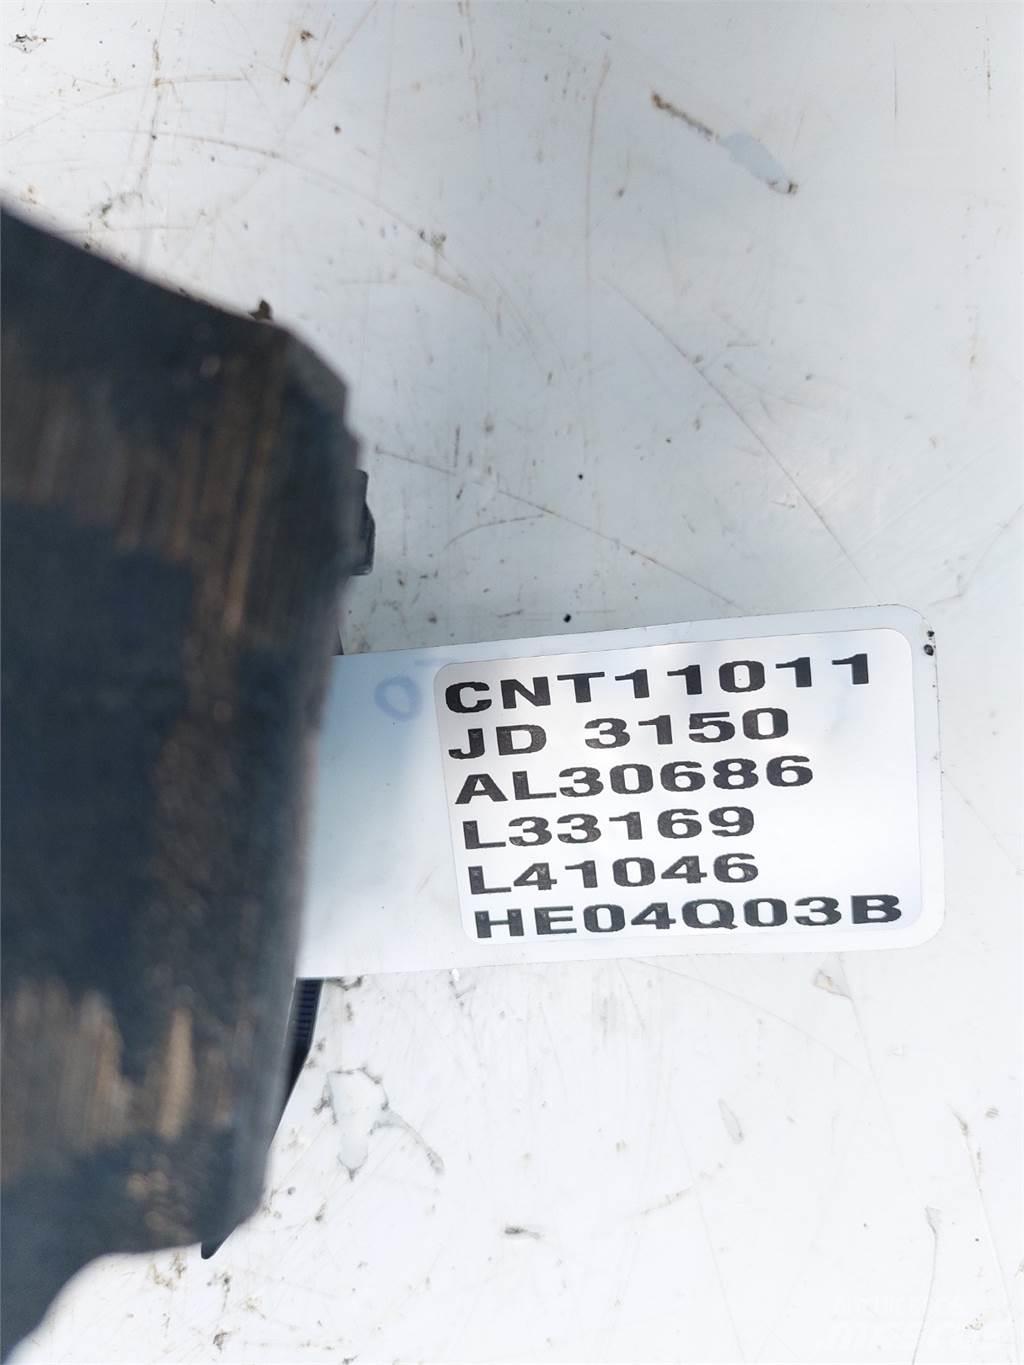 CNT11011
JD 3150
AL30686
L33169
L41046
HE04Q03B